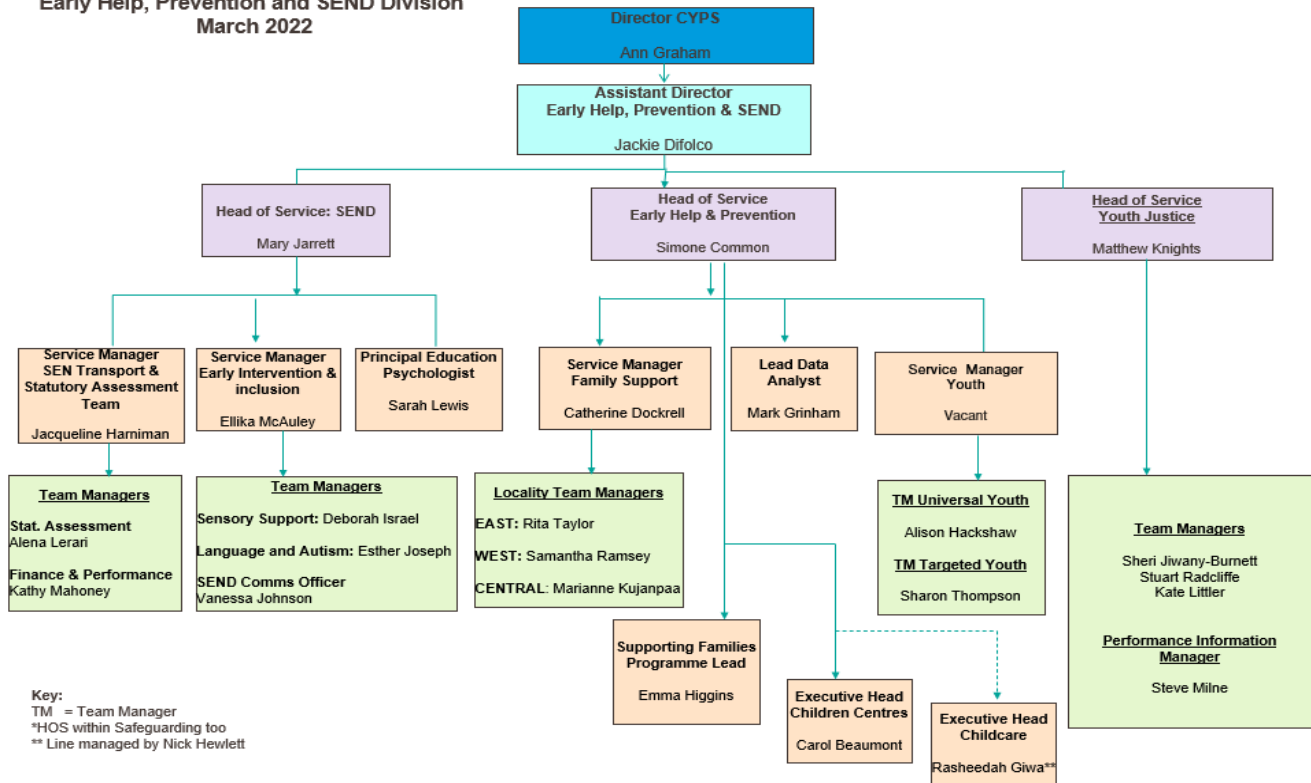 Early Help, Prevention and SEND Division
March 2022
Director CYPS
Ann Graham
Assistant Director
Early Help, Prevention & SEND
Jackie Difolco
Head of Service: SEND
Mary Jarrett
Head of Service
Early Help & Prevention
Simone Common
Head of Service
Youth Justice
Matthew Knights
Service Manager
SEN Transport &
Statutory Assessment
Team
Jacqueline Harniman
Service Manager
Early Intervention &
inclusion
Ellika McAuley
Principal Education
Psychologist
Sarah Lewis
Service Manager
Family Support
Catherine Dockrell
Lead Data
Analyst
Mark Grinham
Service Manager
Youth
Vacant
Team Managers
Stat. Assessment
Alena Lerari
Finance & Performance
Kathy Mahoney
Team Managers
Sensory Support: Deborah Israel
Language and Autism: Esther Joseph
SEND Comms Officer
Vanessa Johnson
Locality Team Managers
EAST: Rita Taylor
WEST: Samantha Ramsey
CENTRAL: Marianne Kujanpaa
TM Universal Youth
Alison Hackshaw
TM Targeted Youth
Sharon Thompson
Team Managers
Sheri Jiwany-Burnett
Stuart Radcliffe
Kate Littler
Performance Information
Manager
Steve Milne
Supporting Families
Programme Lead
Emma Higgins
Executive Head
Children Centres
Carol Beaumont
Executive Head
Childcare
Rasheedah Giwa**
Key:
TM = Team Manager
*HOS within Safeguarding too
** Line managed by Nick Hewlett